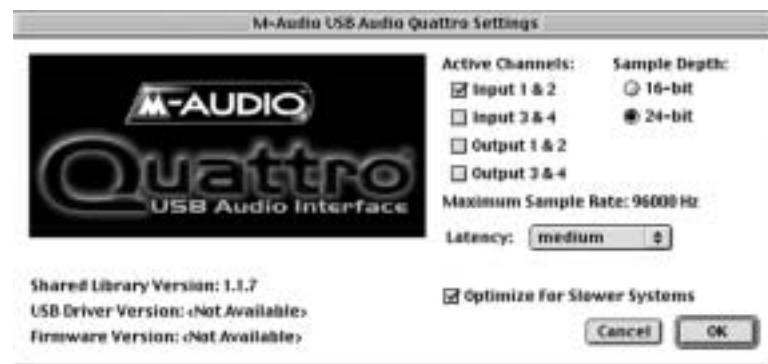 M-Audio USB Audio Quattro Settings
M-AUDIO
Quattro
USB Audio Interface
Active Channels:
Input 1 & 2
Input 3 & 4
Output 1 & 2
Output 3 & 4
Sample Depth:
16-bit
24-bit
Maximum Sample Rate: 96000 Hz
Latency: medium
Shared Library Version: 1.1.7
USB Driver Version: <Not Available>
Firmware Version: <Not Available>
Optimize For Slower Systems
Cancel OK